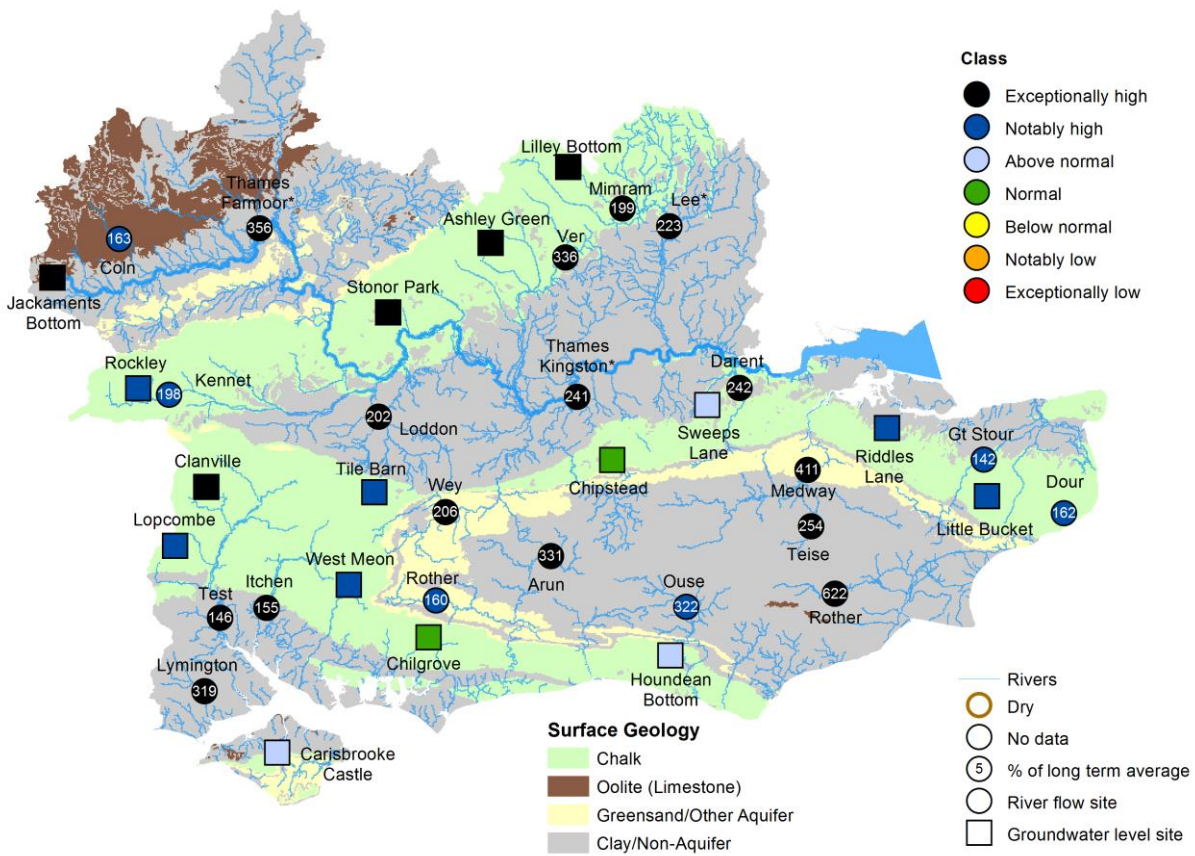 Class
Exceptionally high
Notably high
Above normal
Normal
Below normal
Notably low
Exceptionally low
Lilley Bottom
Mimram
199
Lee*
223
Thames
Farmoor*
356
163
Coln
Ashley Green
Ver
336
Jackaments
Bottom
Stonor Park
Rockley
198
Kennet
Thames
Kingston*
241
Darent
242
202
Loddon
Sweeps
Lane
Riddles
Lane
Gt Stour
142
Clanville
Tile Barn
Wey
206
Chipstead
411
Medway
Dour
162
Little Bucket
Lopcombe
254
Teise
West Meon
331
Arun
Test
146
Itchen
155
Rother
160
Ouse
322
622
Rother
Chilgrove
Lymington
319
Houndean
Bottom
Carisbrooke
Castle
Surface Geology
Chalk
Oolite (Limestone)
Greensand/Other Aquifer
Clay/Non-Aquifer
Rivers
Dry
No data
5 % of long term average
River flow site
Groundwater level site